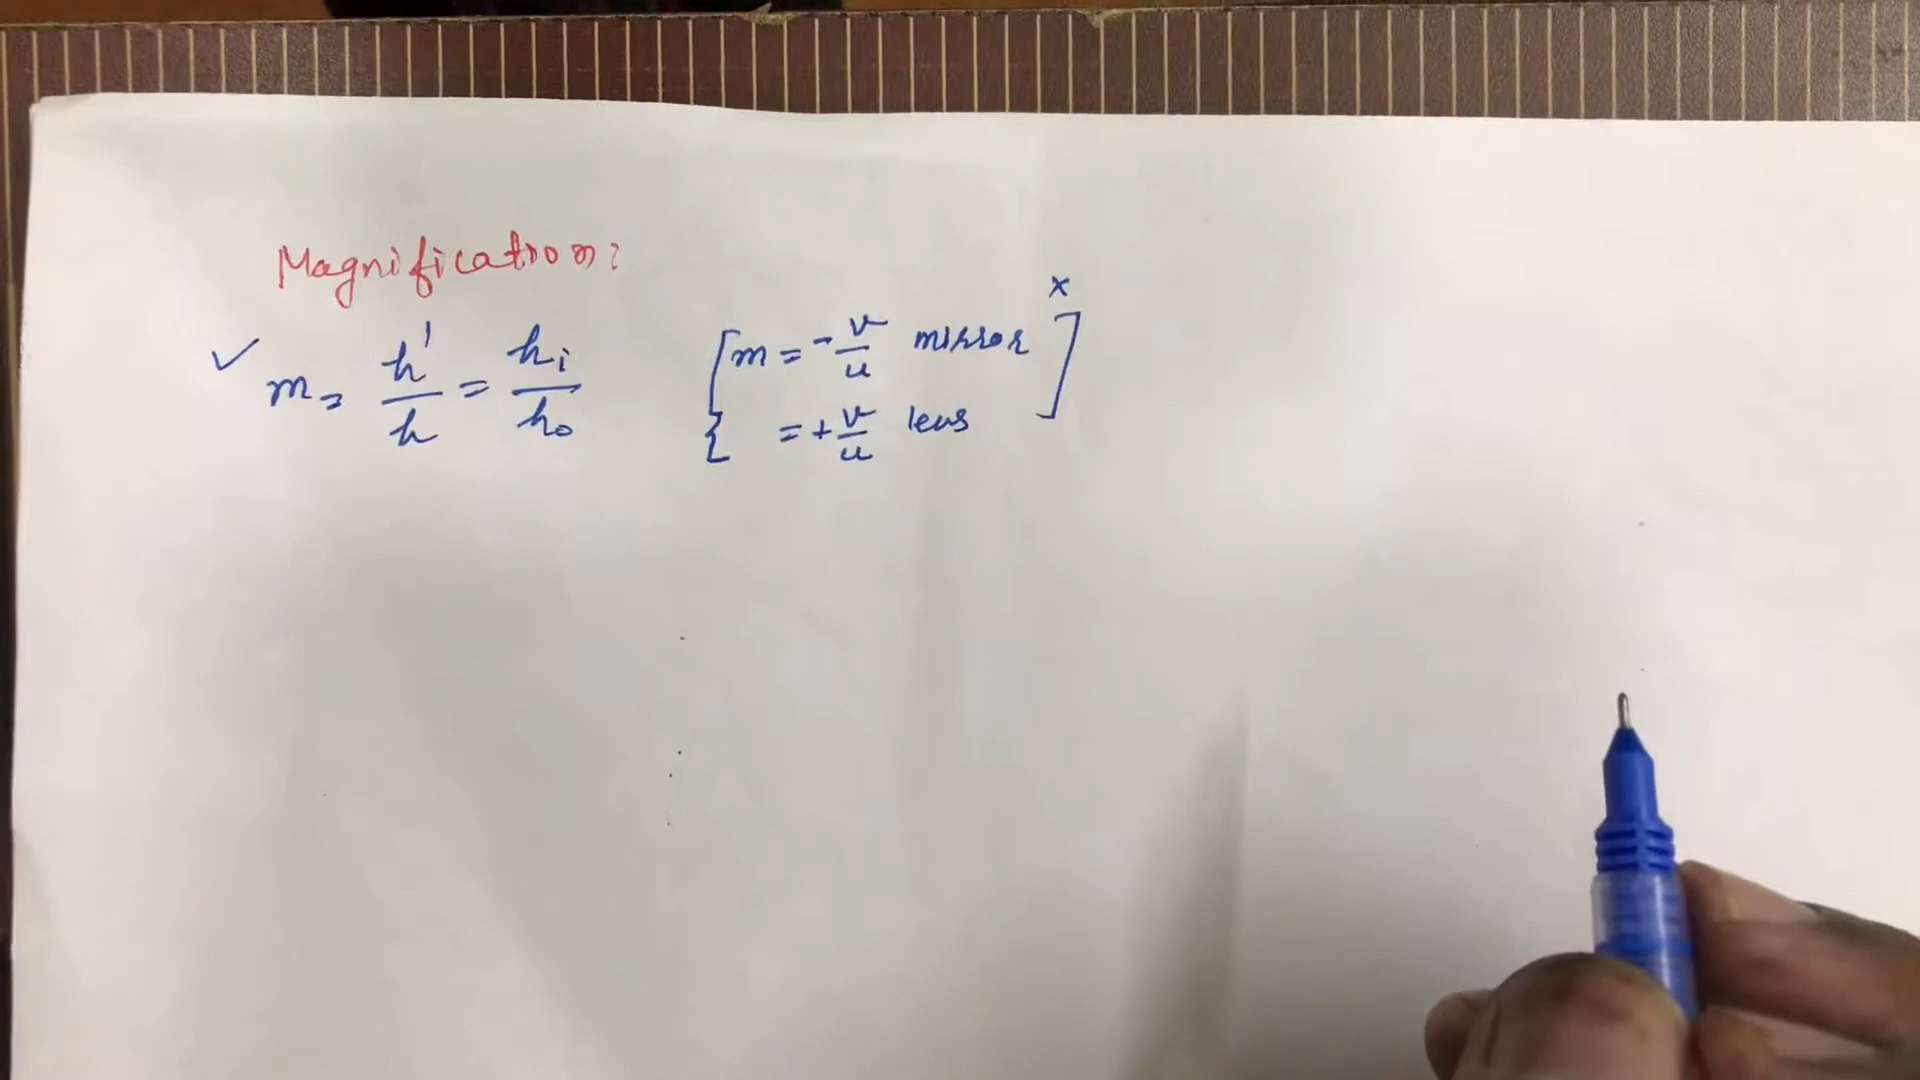 Magnification:
✓ m = h'/h = hi/ho
[m = -v/u mirror] x
{ = +v/u lens